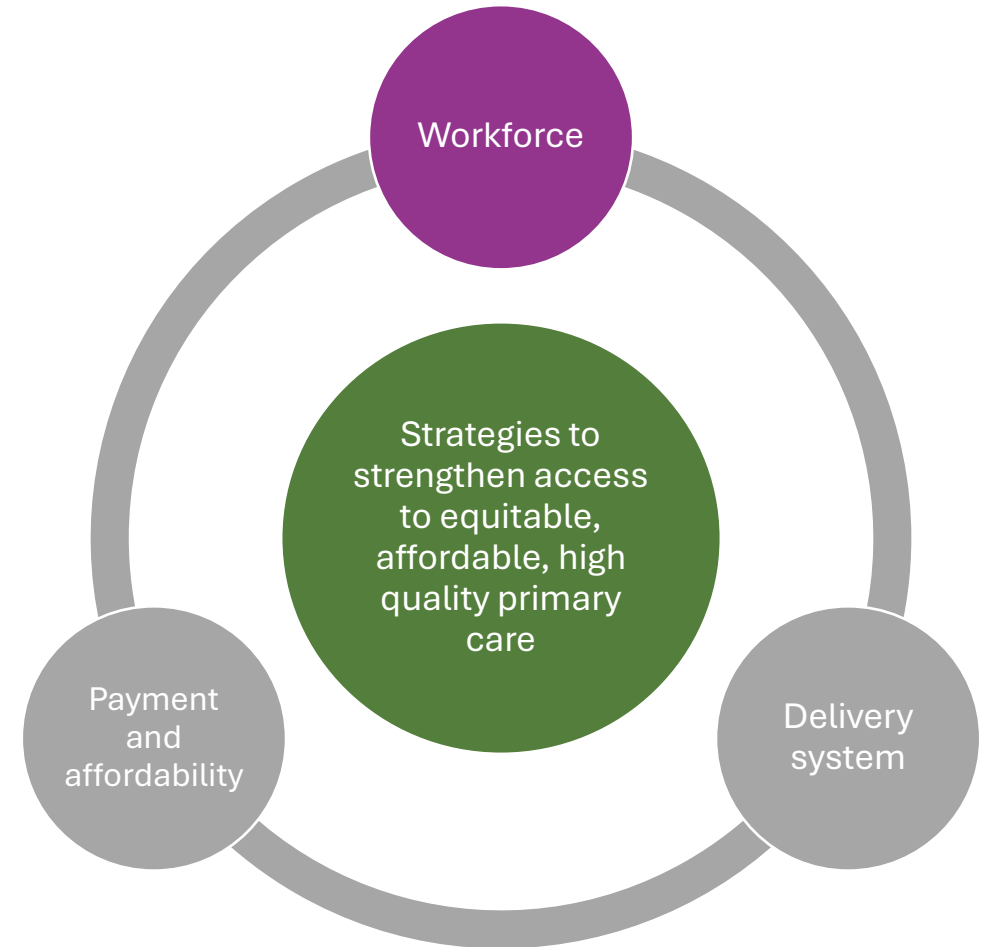 Workforce
Strategies to
strengthen access
to equitable,
affordable, high
quality primary
care
Payment
and
affordability
Delivery
system